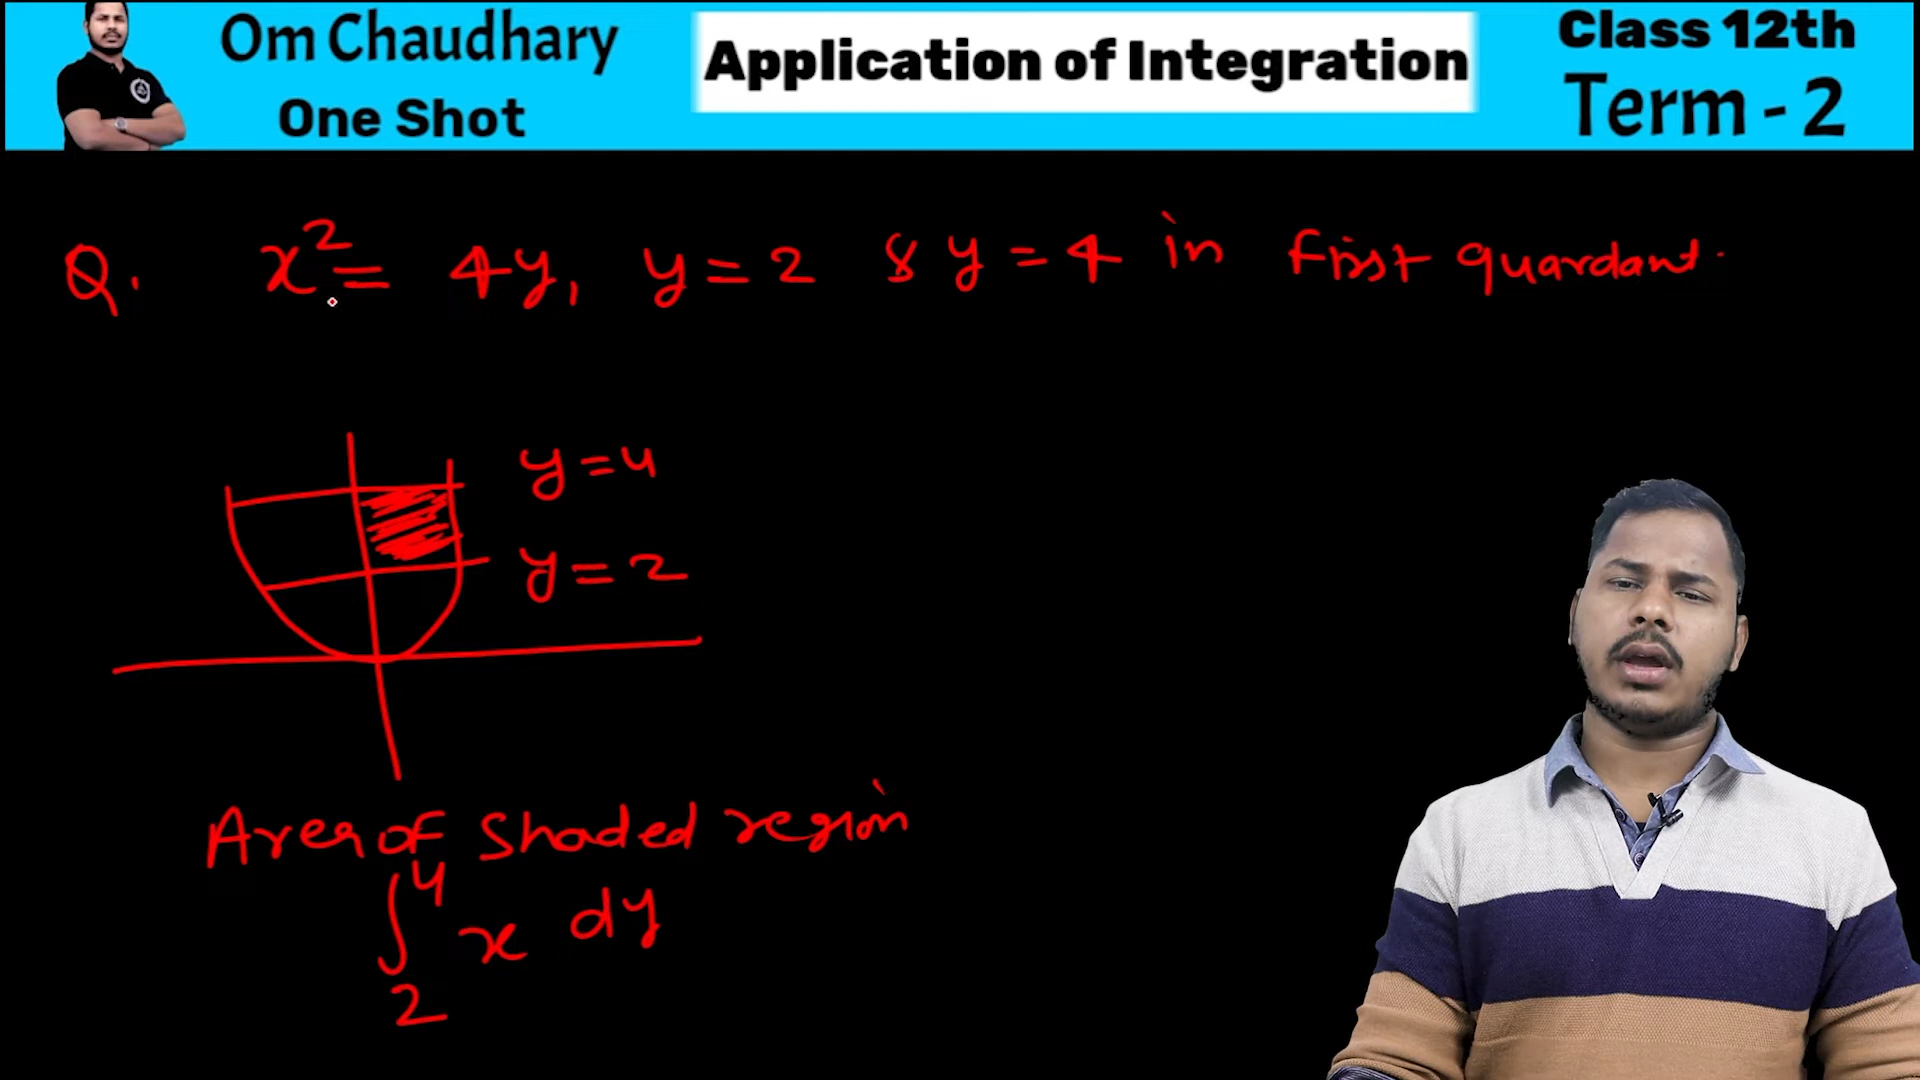 Om Chaudhary
One Shot
Application of Integration
Class 12th
Term - 2
Q. x² = 4y, y = 2 & y = 4 in first quardant.
y = 4
y = 2
Area of shaded region
∫₂⁴ x dy